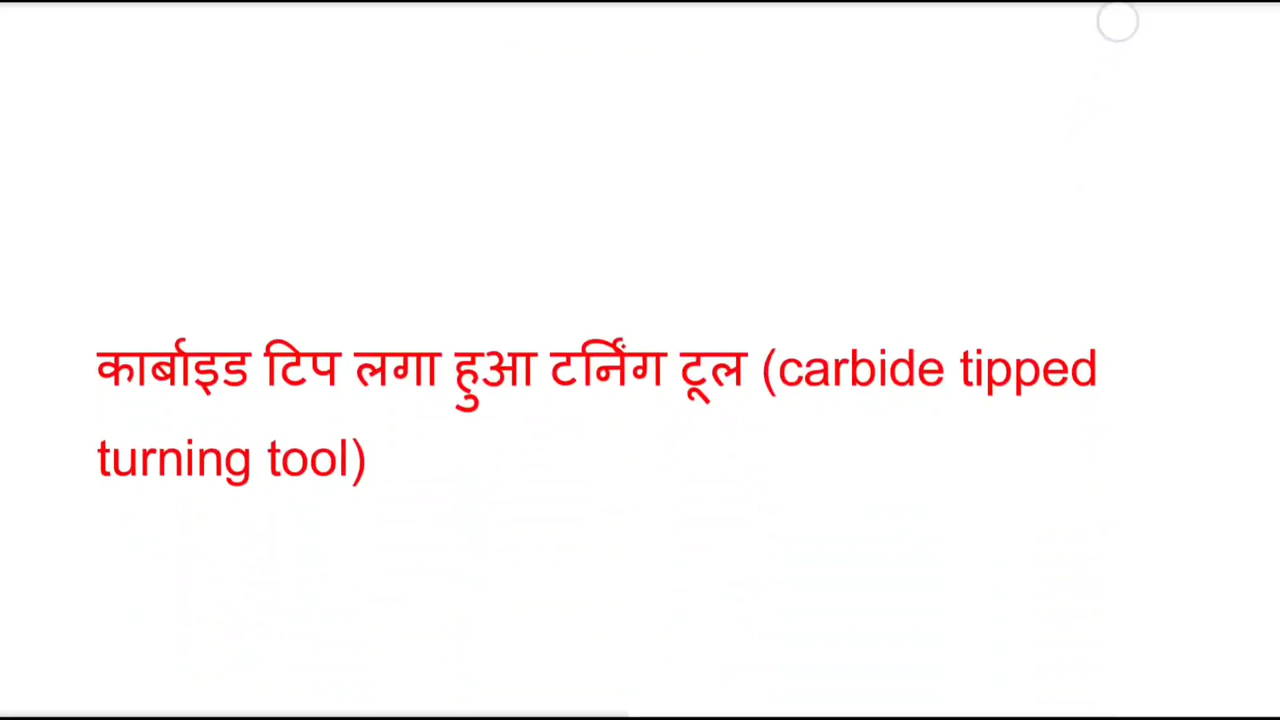 कार्बाइड टिप लगा हुआ टर्निंग टूल (carbide tipped
turning tool)